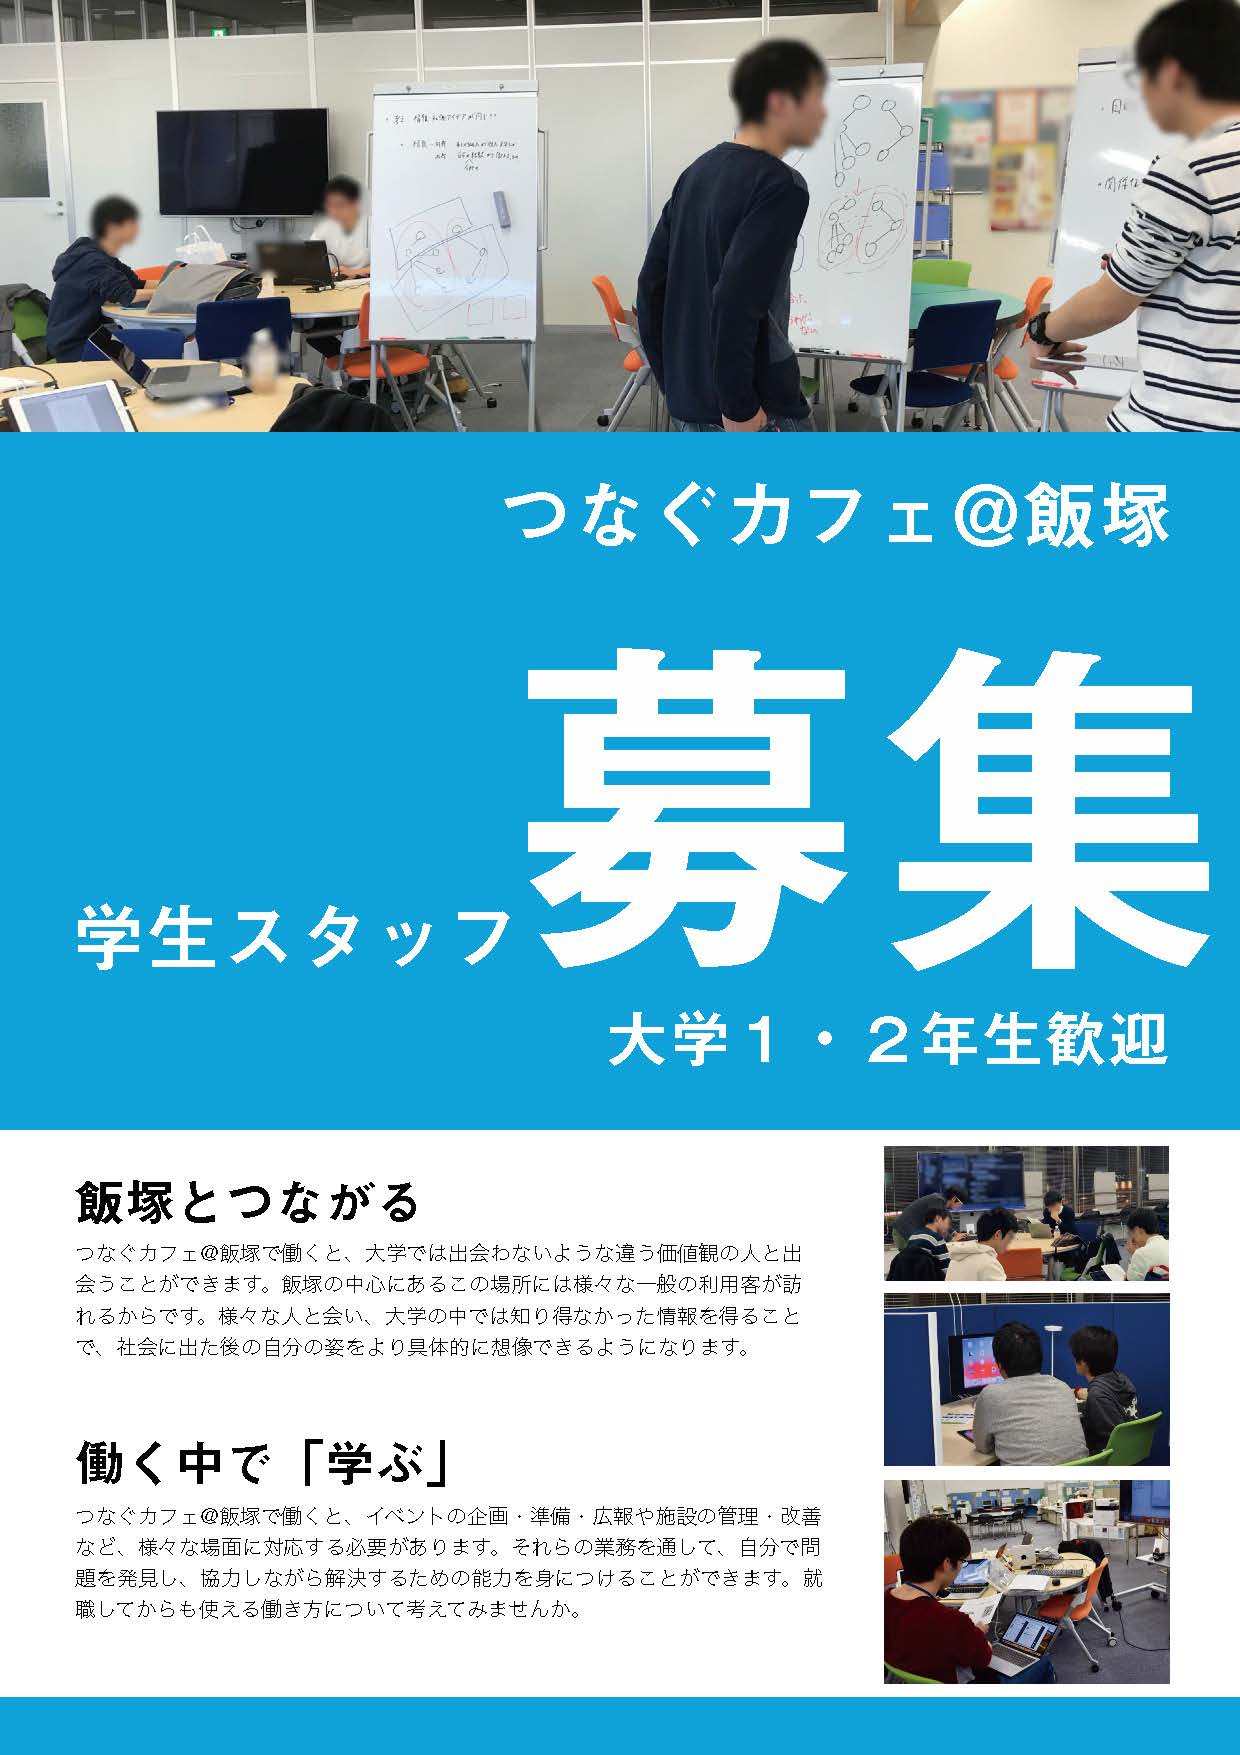 つなぐカフェ@飯塚
学生スタッフ募集
大学1・2年生歓迎
飯塚とつながる
つなぐカフェ@飯塚で働くと、大学では出会わないような違う価値観の人と出
会うことができます。飯塚の中心にあるこの場所には様々な一般の利用客が訪
れるからです。様々な人と会い、大学の中では知り得なかった情報を得ること
で、社会に出た後の自分の姿をより具体的に想像できるようになります。
働く中で「学ぶ」
つなぐカフェ@飯塚で働くと、イベントの企画・準備・広報や施設の管理・改善
など、様々な場面に対応する必要があります。それらの業務を通して、自分で問
題を発見し、協力しながら解決するための能力を身につけることができます。就
職してからも使える働き方について考えてみませんか。